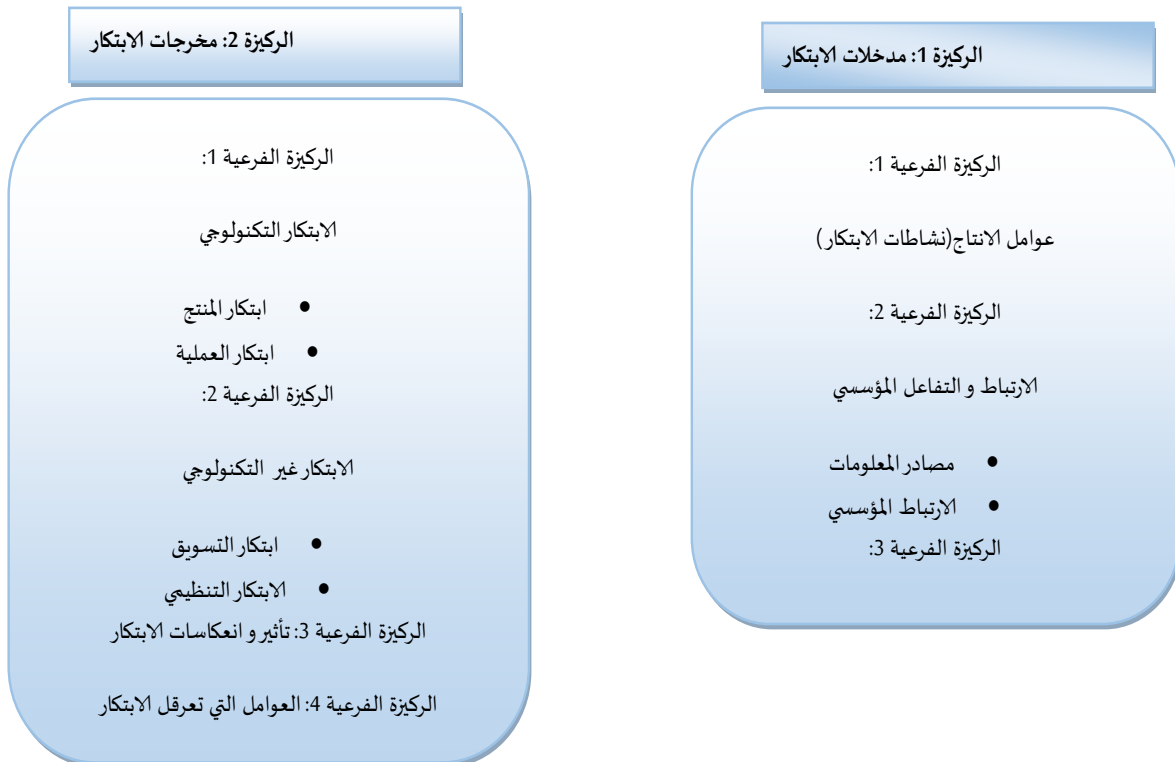 الركيزة 1: مدخلات الابتكار
الركيزة الفرعية 1:
عوامل الانتاج(نشاطات الابتكار)
الركيزة الفرعية 2:
الارتباط و التفاعل المؤسسي
● مصادر المعلومات
● الارتباط المؤسسي
الركيزة الفرعية 3:
الركيزة 2: مخرجات الابتكار
الركيزة الفرعية 1:
الابتكار التكنولوجي
● ابتكار المنتج
● ابتكار العملية
الركيزة الفرعية 2:
الابتكار غير التكنولوجي
● ابتكار التسويق
● الابتكار التنظيمي
الركيزة الفرعية 3: تأثير و انعكاسات الابتكار
الركيزة الفرعية 4: العوامل التي تعرقل الابتكار